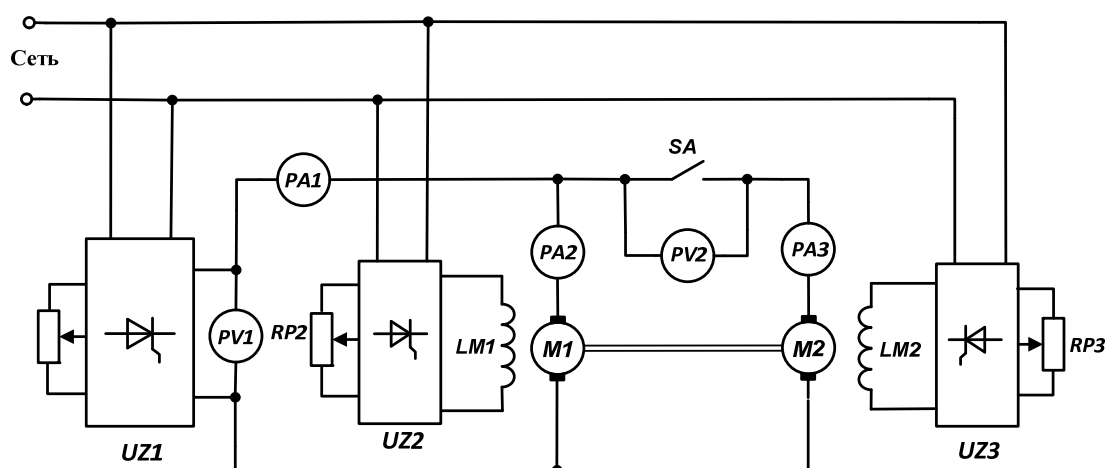 Сеть
SA
PA1
PA2
PV2
PA3
PV1
RP2
LM1
M1
M2
LM2
RP3
UZ1
UZ2
UZ3